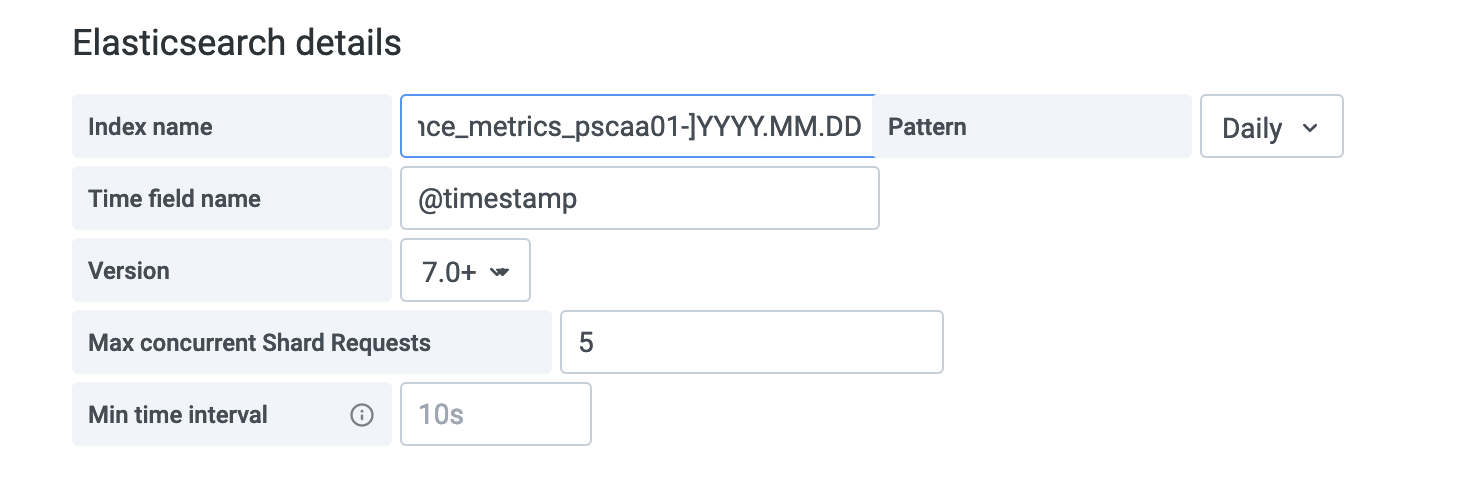 Elasticsearch details
Index name nce_metrics_pscaa01-]YYYY.MM.DD Pattern Daily
Time field name @timestamp
Version 7.0+
Max concurrent Shard Requests 5
Min time interval 10s